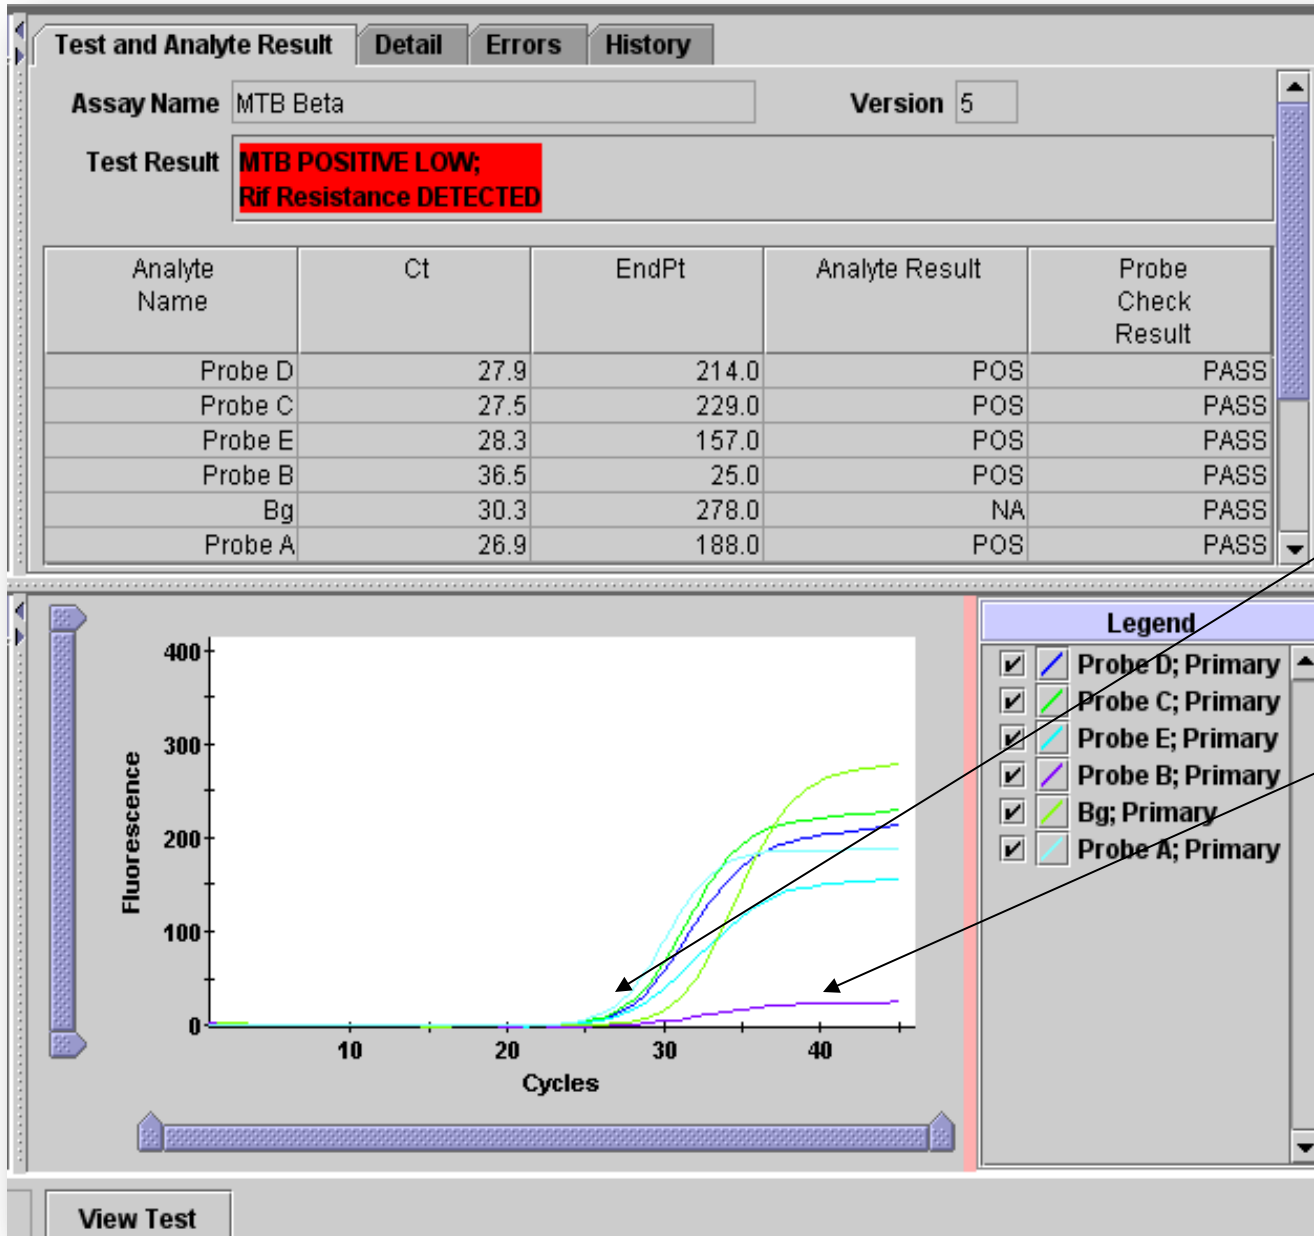 Test and Analyte Result Detail Errors History
Assay Name MTB Beta Version 5
Test Result MTB POSITIVE LOW;
Rif Resistance DETECTED
Analyte Name Ct EndPt Analyte Result Probe Check Result
Probe D 27.9 214.0 POS PASS
Probe C 27.5 229.0 POS PASS
Probe E 28.3 157.0 POS PASS
Probe B 36.5 25.0 POS PASS
Bg 30.3 278.0 NA PASS
Probe A 26.9 188.0 POS PASS
400
300
200
100
0
Fluorescence
10 20 30 40
Cycles
Legend
Probe D; Primary
Probe C; Primary
Probe E; Primary
Probe B; Primary
Bg; Primary
Probe A; Primary
View Test